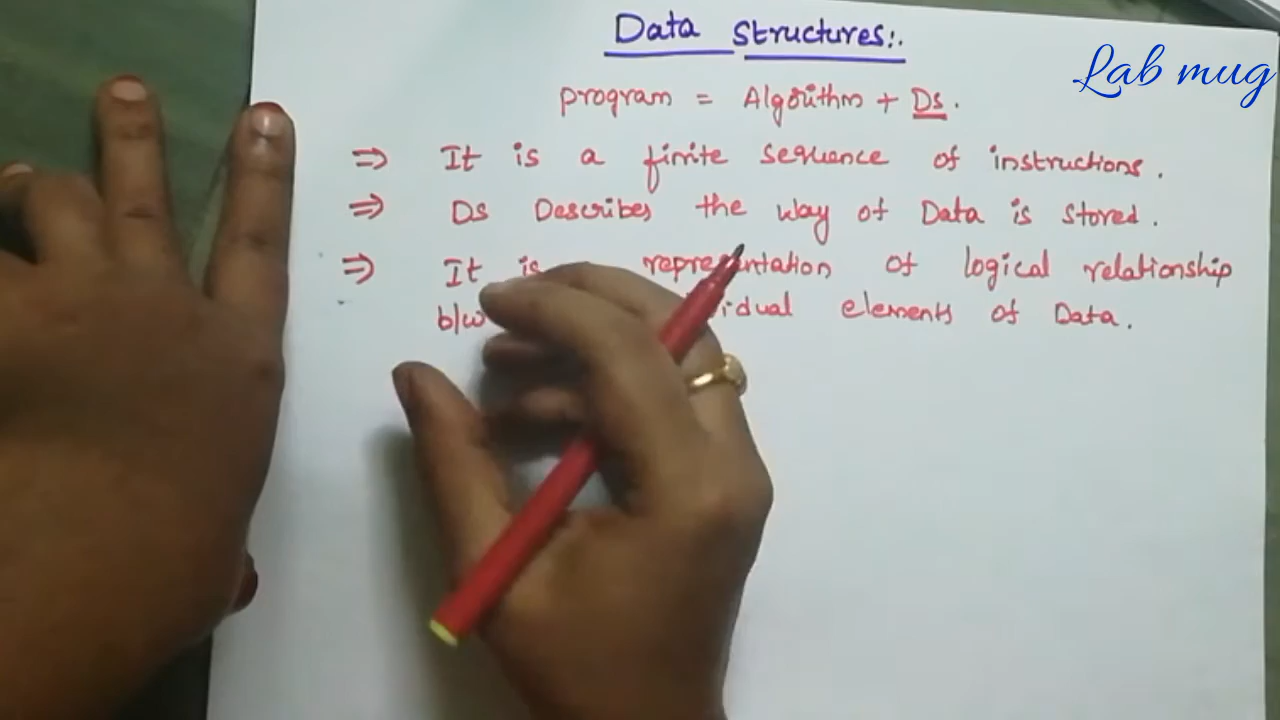 Data Structures:.
Lab mug
program = Algorithm + Ds.
⇒ It is a finite sequence of instructions.
⇒ Ds Describes the way of Data is stored.
⇒ It is representation of logical relationship
b/w elements of Data.